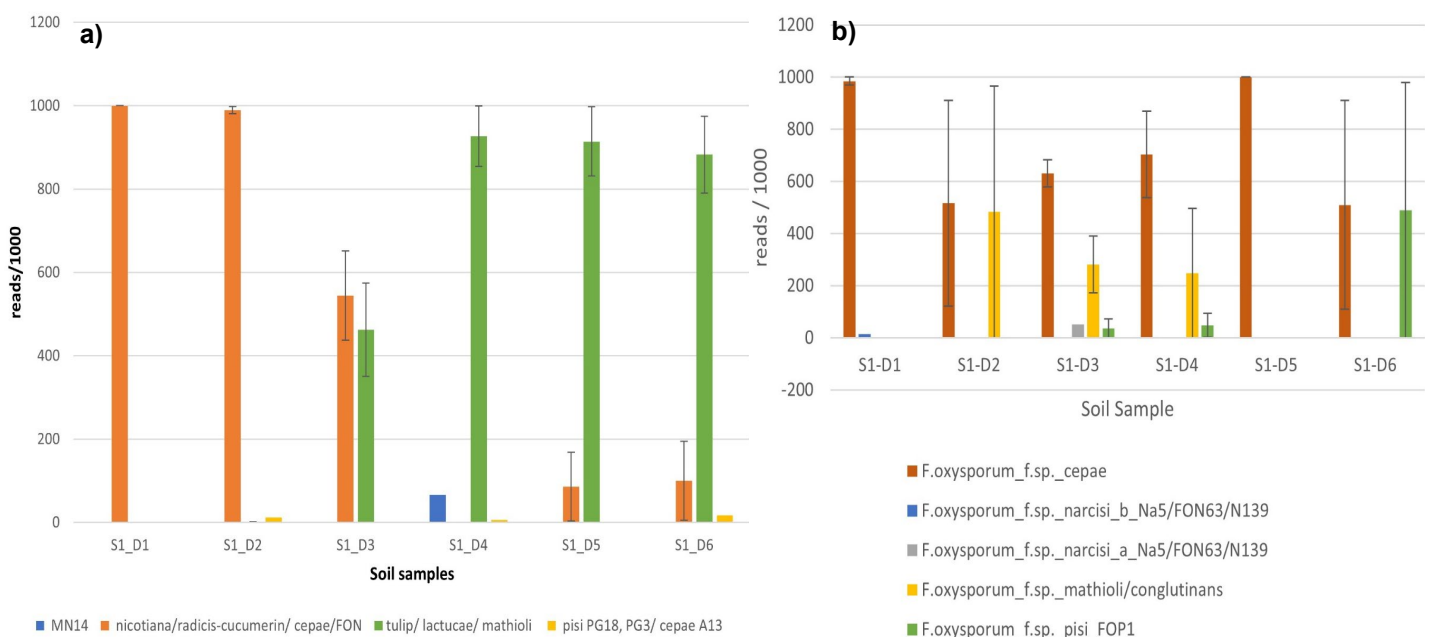 a)
1200
1000
800
600
400
200
0
reads/1000
S1_D1 S1_D2 S1_D3 S1_D4 S1_D5 S1_D6
Soil samples
MN14 nicotiana/radicis-cucumerin/ cepae/FON tulip/ lactucae/ mathioli pisi PG18, PG3/ cepae A13
b)
1200
1000
800
600
400
200
0
-200
reads / 1000
S1-D1 S1-D2 S1-D3 S1-D4 S1-D5 S1-D6
Soil Sample
F.oxysporum_f.sp._cepae
F.oxysporum_f.sp._narcisi_b_Na5/FON63/N139
F.oxysporum_f.sp._narcisi_a_Na5/FON63/N139
F.oxysporum_f.sp._mathioli/conglutinans
F.oxysporum_f.sp._pisi_FOP1